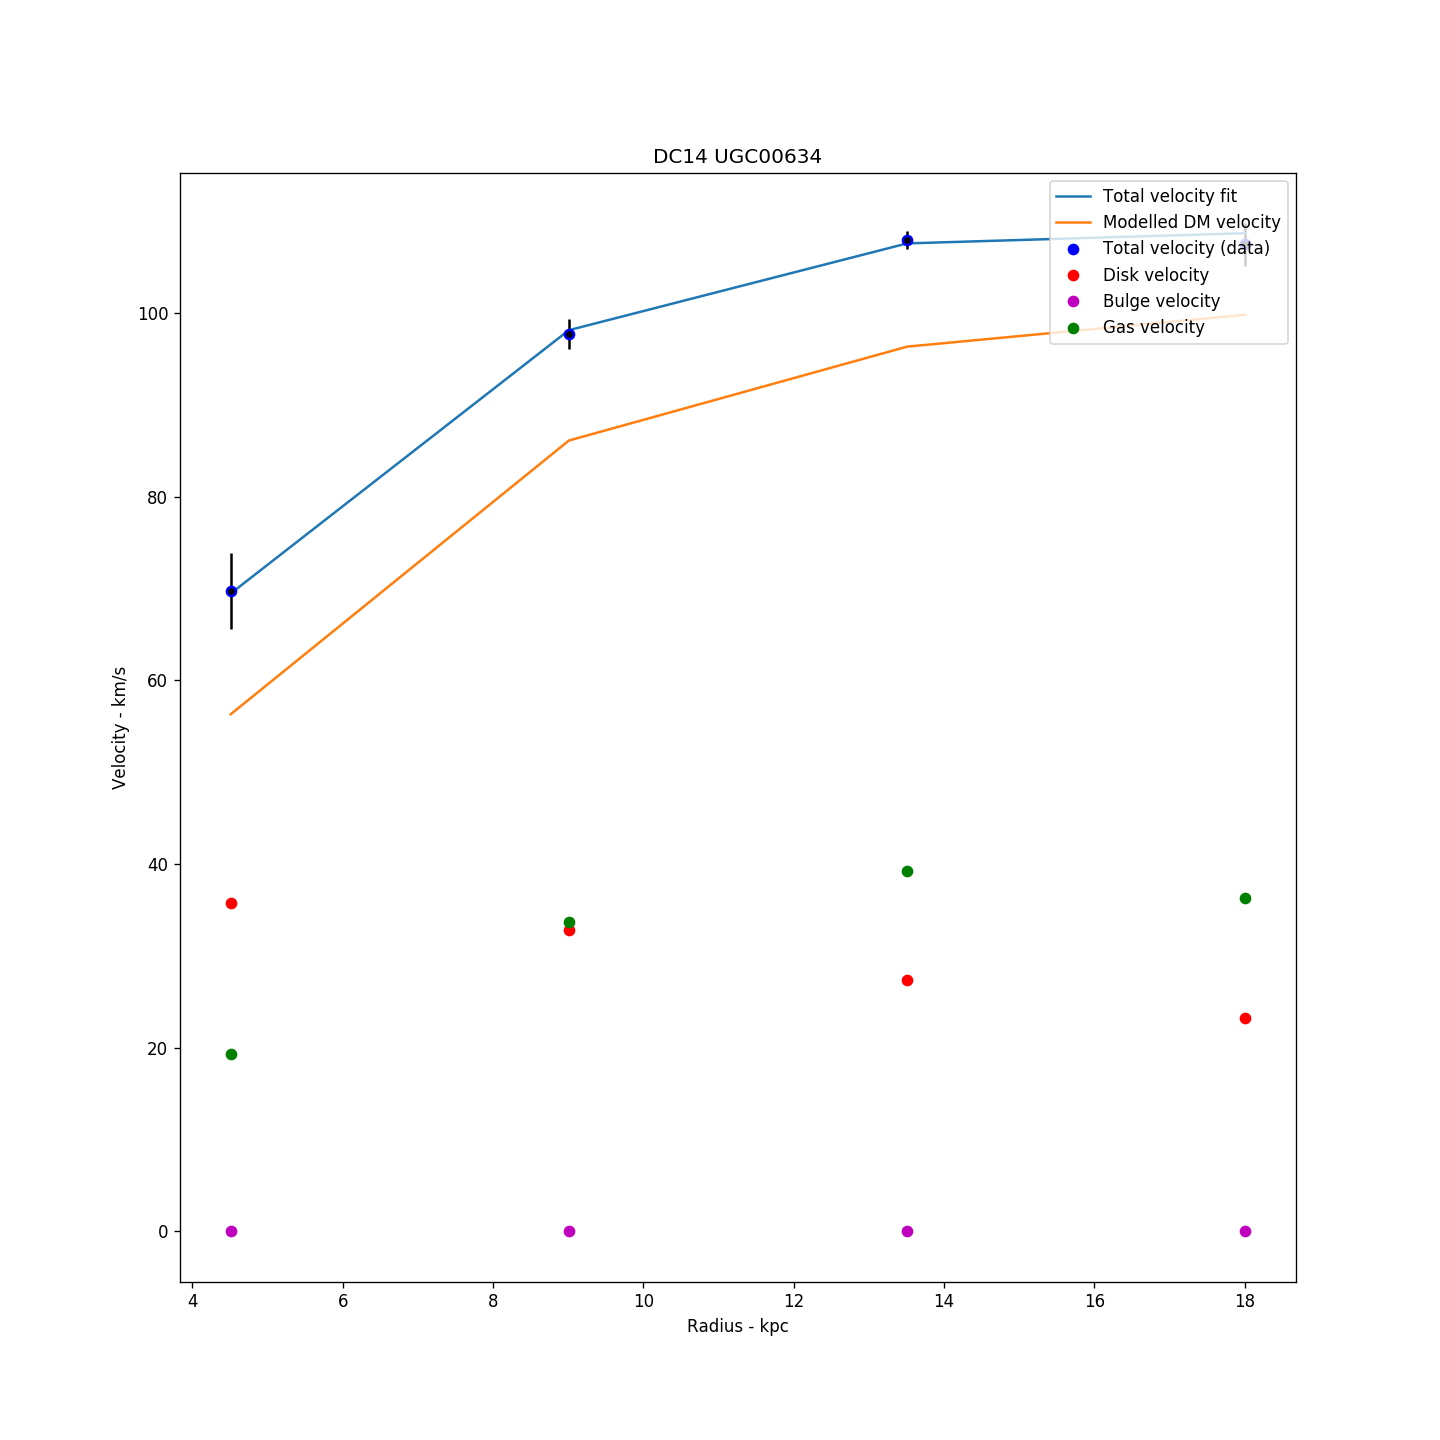 DC14 UGC00634
Total velocity fit
Modelled DM velocity
Total velocity (data)
Disk velocity
Bulge velocity
Gas velocity
Velocity - km/s
100
80
60
40
20
0
4 6 8 10 12 14 16 18
Radius - kpc